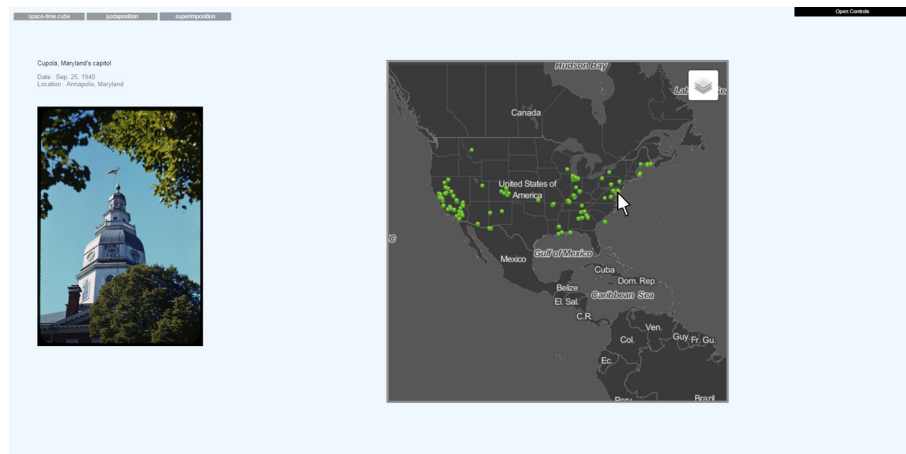 space-time cube
juxtaposition
superimposition
Open Controls
Cupola, Maryland's capitol
Date : Sep. 25, 1940
Location : Annapolis, Maryland
Hudson Bay
Canada
United States of
America
Gulf of Mexico
Mexico
Cuba
Dom. Rep.
Belize
Caribbean Sea
El. Sal.
C.R.
Ven.
Col.
Guy.
Fr. Gu.
Ec.
Peru
Brazil